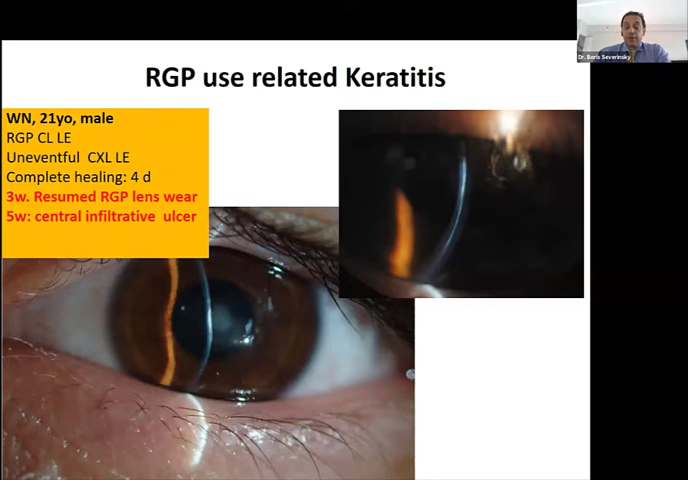 Dr. Boris Severinsky
RGP use related Keratitis
WN, 21yo, male
RGP CL LE
Uneventful CXL LE
Complete healing: 4 d
3w. Resumed RGP lens wear
5w: central infiltrative ulcer